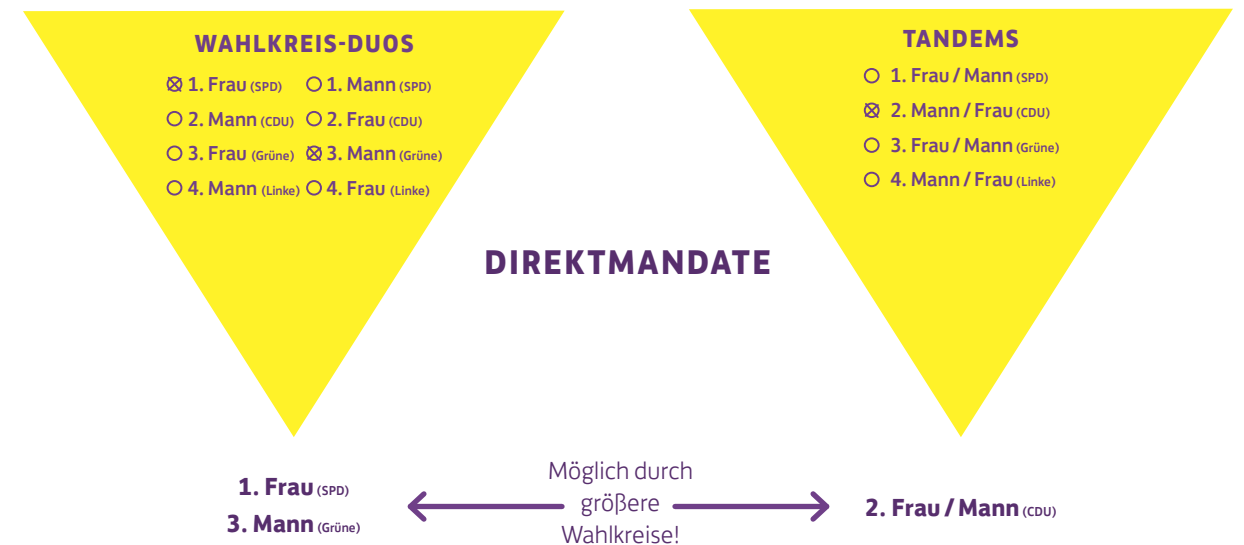 WAHLKREIS-DUOS
1. Frau (SPD) 1. Mann (SPD)
2. Mann (CDU) 2. Frau (CDU)
3. Frau (Grüne) 3. Mann (Grüne)
4. Mann (Linke) 4. Frau (Linke)
TANDEMS
1. Frau / Mann (SPD)
2. Mann / Frau (CDU)
3. Frau / Mann (Grüne)
4. Mann / Frau (Linke)
DIREKTMANDATE
1. Frau (SPD)
3. Mann (Grüne)
Möglich durch
größere
Wahlkreise!
2. Frau / Mann (CDU)